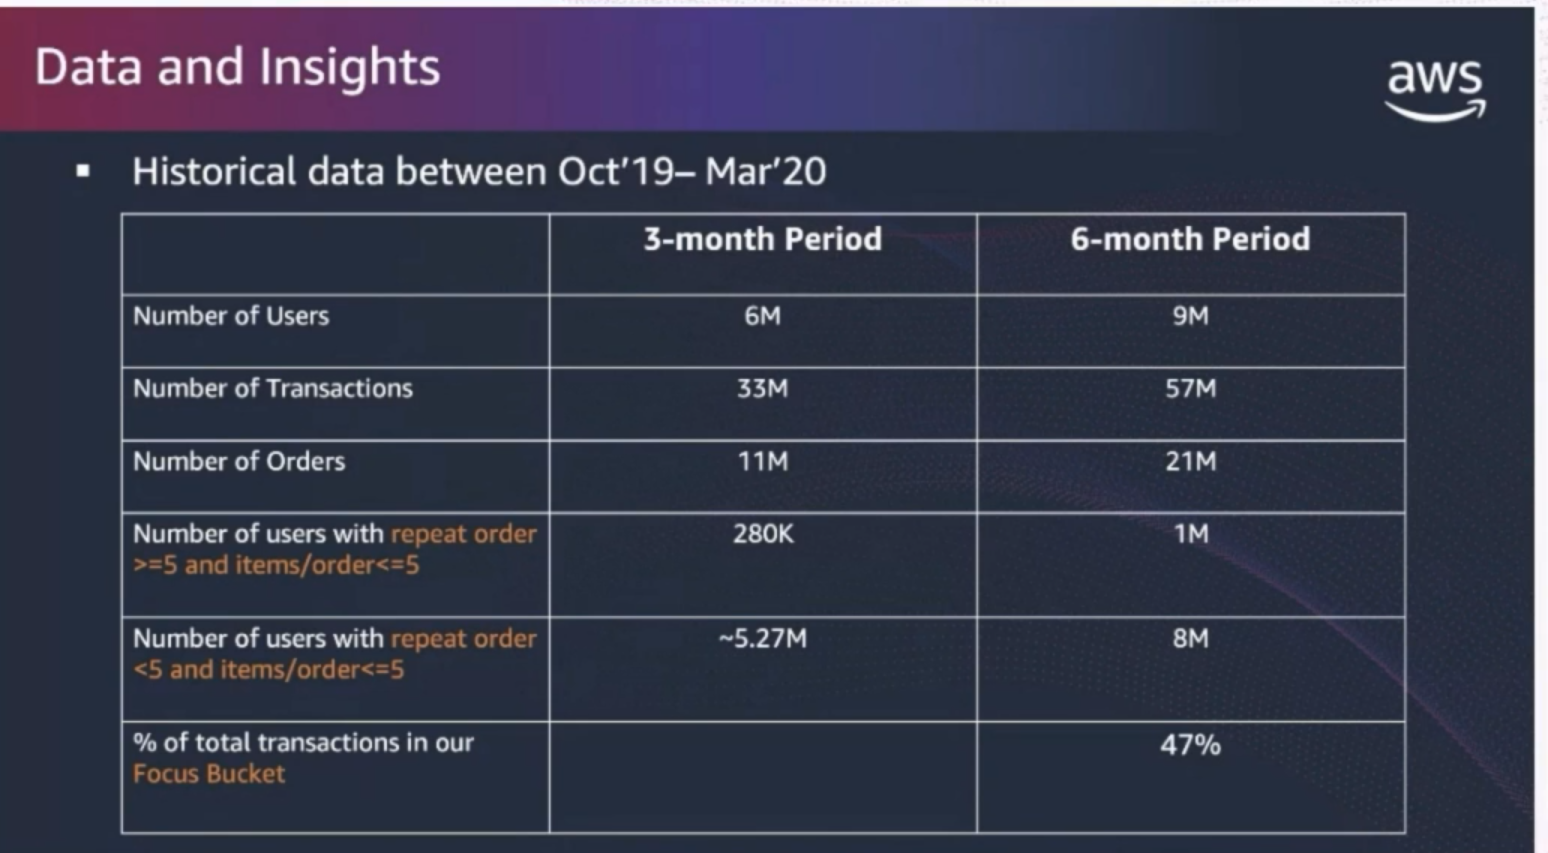 Data and Insights
aws
▪ Historical data between Oct'19– Mar'20
3-month Period 6-month Period
Number of Users 6M 9M
Number of Transactions 33M 57M
Number of Orders 11M 21M
Number of users with repeat order 280K 1M
>=5 and items/order<=5
Number of users with repeat order ~5.27M 8M
<5 and items/order<=5
% of total transactions in our 47%
Focus Bucket